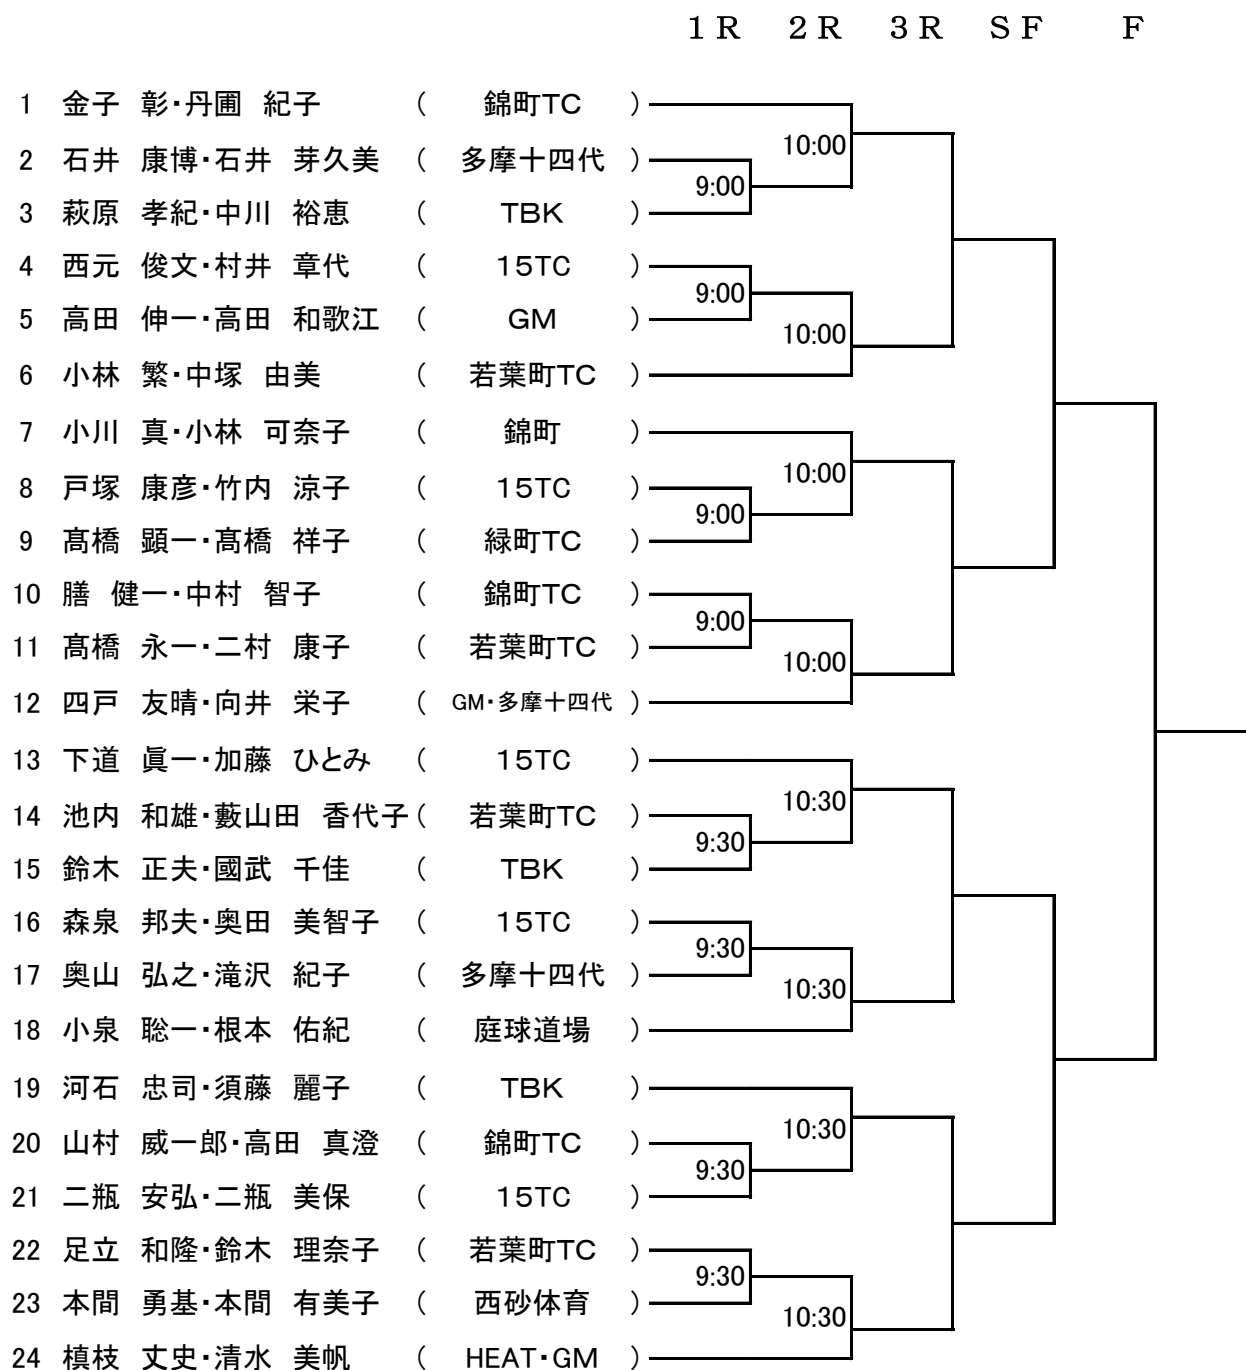 1R 2R 3R SF F
1 金子 彰・丹圃 紀子 ( 錦町TC )
10:00
2 石井 康博・石井 芽久美 ( 多摩十四代 )
9:00
3 萩原 孝紀・中川 裕恵 ( TBK )
4 西元 俊文・村井 章代 ( 15TC )
9:00
5 高田 伸一・高田 和歌江 ( GM )
10:00
6 小林 繁・中塚 由美 ( 若葉町TC )
7 小川 真・小林 可奈子 ( 錦町 )
10:00
8 戸塚 康彦・竹内 涼子 ( 15TC )
9:00
9 髙橋 顕一・髙橋 祥子 ( 緑町TC )
10 膳 健一・中村 智子 ( 錦町TC )
9:00
11 髙橋 永一・二村 康子 ( 若葉町TC )
10:00
12 四戸 友晴・向井 栄子 ( GM・多摩十四代 )
13 下道 眞一・加藤 ひとみ ( 15TC )
10:30
14 池内 和雄・藪山田 香代子 ( 若葉町TC )
9:30
15 鈴木 正夫・國武 千佳 ( TBK )
16 森泉 邦夫・奥田 美智子 ( 15TC )
9:30
17 奥山 弘之・滝沢 紀子 ( 多摩十四代 )
10:30
18 小泉 聡一・根本 佑紀 ( 庭球道場 )
19 河石 忠司・須藤 麗子 ( TBK )
10:30
20 山村 威一郎・高田 真澄 ( 錦町TC )
9:30
21 二瓶 安弘・二瓶 美保 ( 15TC )
22 足立 和隆・鈴木 理奈子 ( 若葉町TC )
9:30
23 本間 勇基・本間 有美子 ( 西砂体育 )
10:30
24 槙枝 丈史・清水 美帆 ( HEAT・GM )